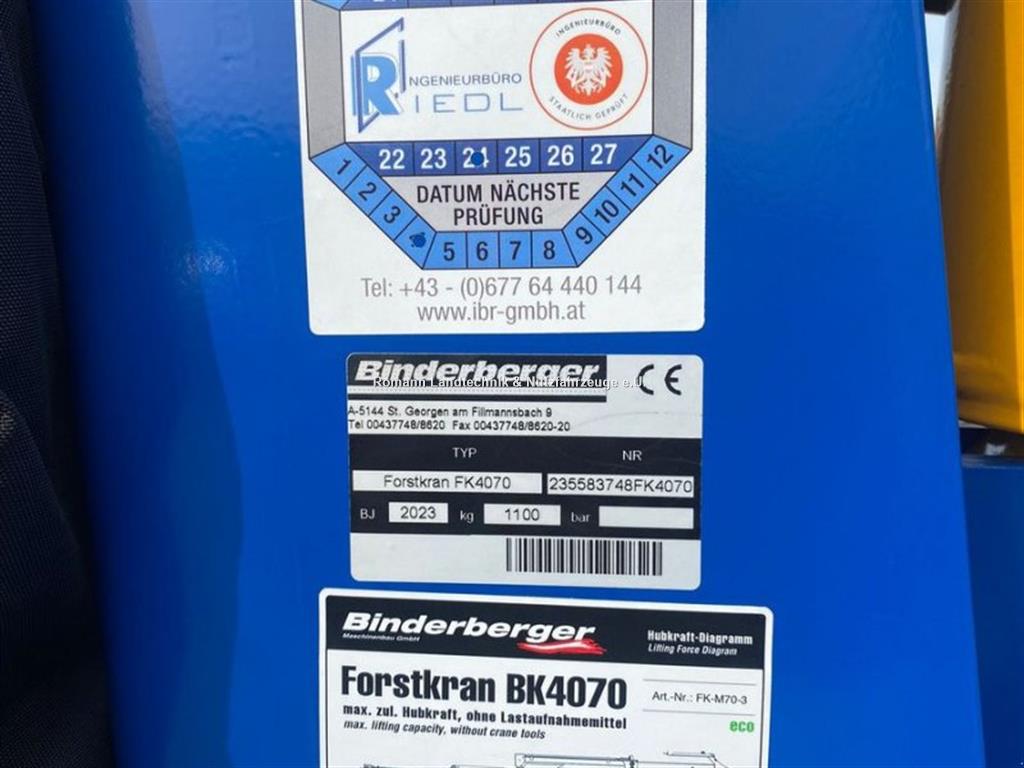 R
INGENIEURBÜRO
RIEDL
INGENIEURBÜRO
STAATLICH GEPRÜFT
22 23 24 25 26 27
1 2 3 5 6 7 8 9 10 11 12
DATUM NÄCHSTE
PRÜFUNG
Tel: +43 - (0)677 64 440 144
www.ibr-gmbh.at
Binderberger CE
Romann Landtechnik & Nutzfahrzeuge e.U.
A-5144 St. Georgen am Fillmannsbach 9
Tel 00437748/8620 Fax 00437748/8620-20
TYP NR
Forstkran FK4070 235583748FK4070
BJ 2023 kg 1100 bar
Binderberger
Maschinenbau GmbH
Hubkraft-Diagramm
Lifting Force Diagram
Forstkran BK4070
Art.-Nr.: FK-M70-3
max. zul. Hubkraft, ohne Lastaufnahmemittel
max. lifting capacity, without crane tools
eco